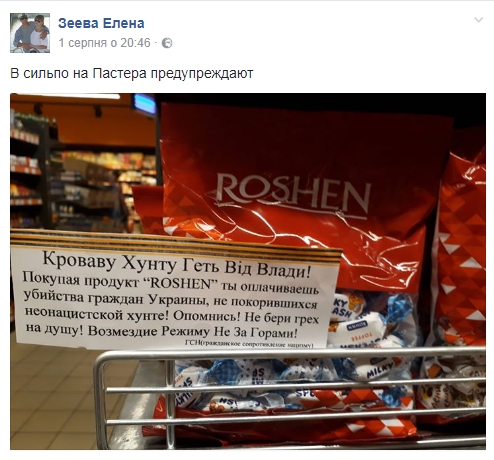 Зеева Елена
1 серпня о 20:46
В сильпо на Пастера предупреждают
ROSHEN
Кроваву Хунту Геть Від Влади!
Покупая продукт “ROSHEN” ты оплачиваешь
убийства граждан Украины, не покорившихся
неонацистской хунте! Опомнись! Не бери грех
на душу! Возмездие Режиму Не За Горами!
ГСН(гражданское сопротивление нацизму)
MILKY
SPLASH